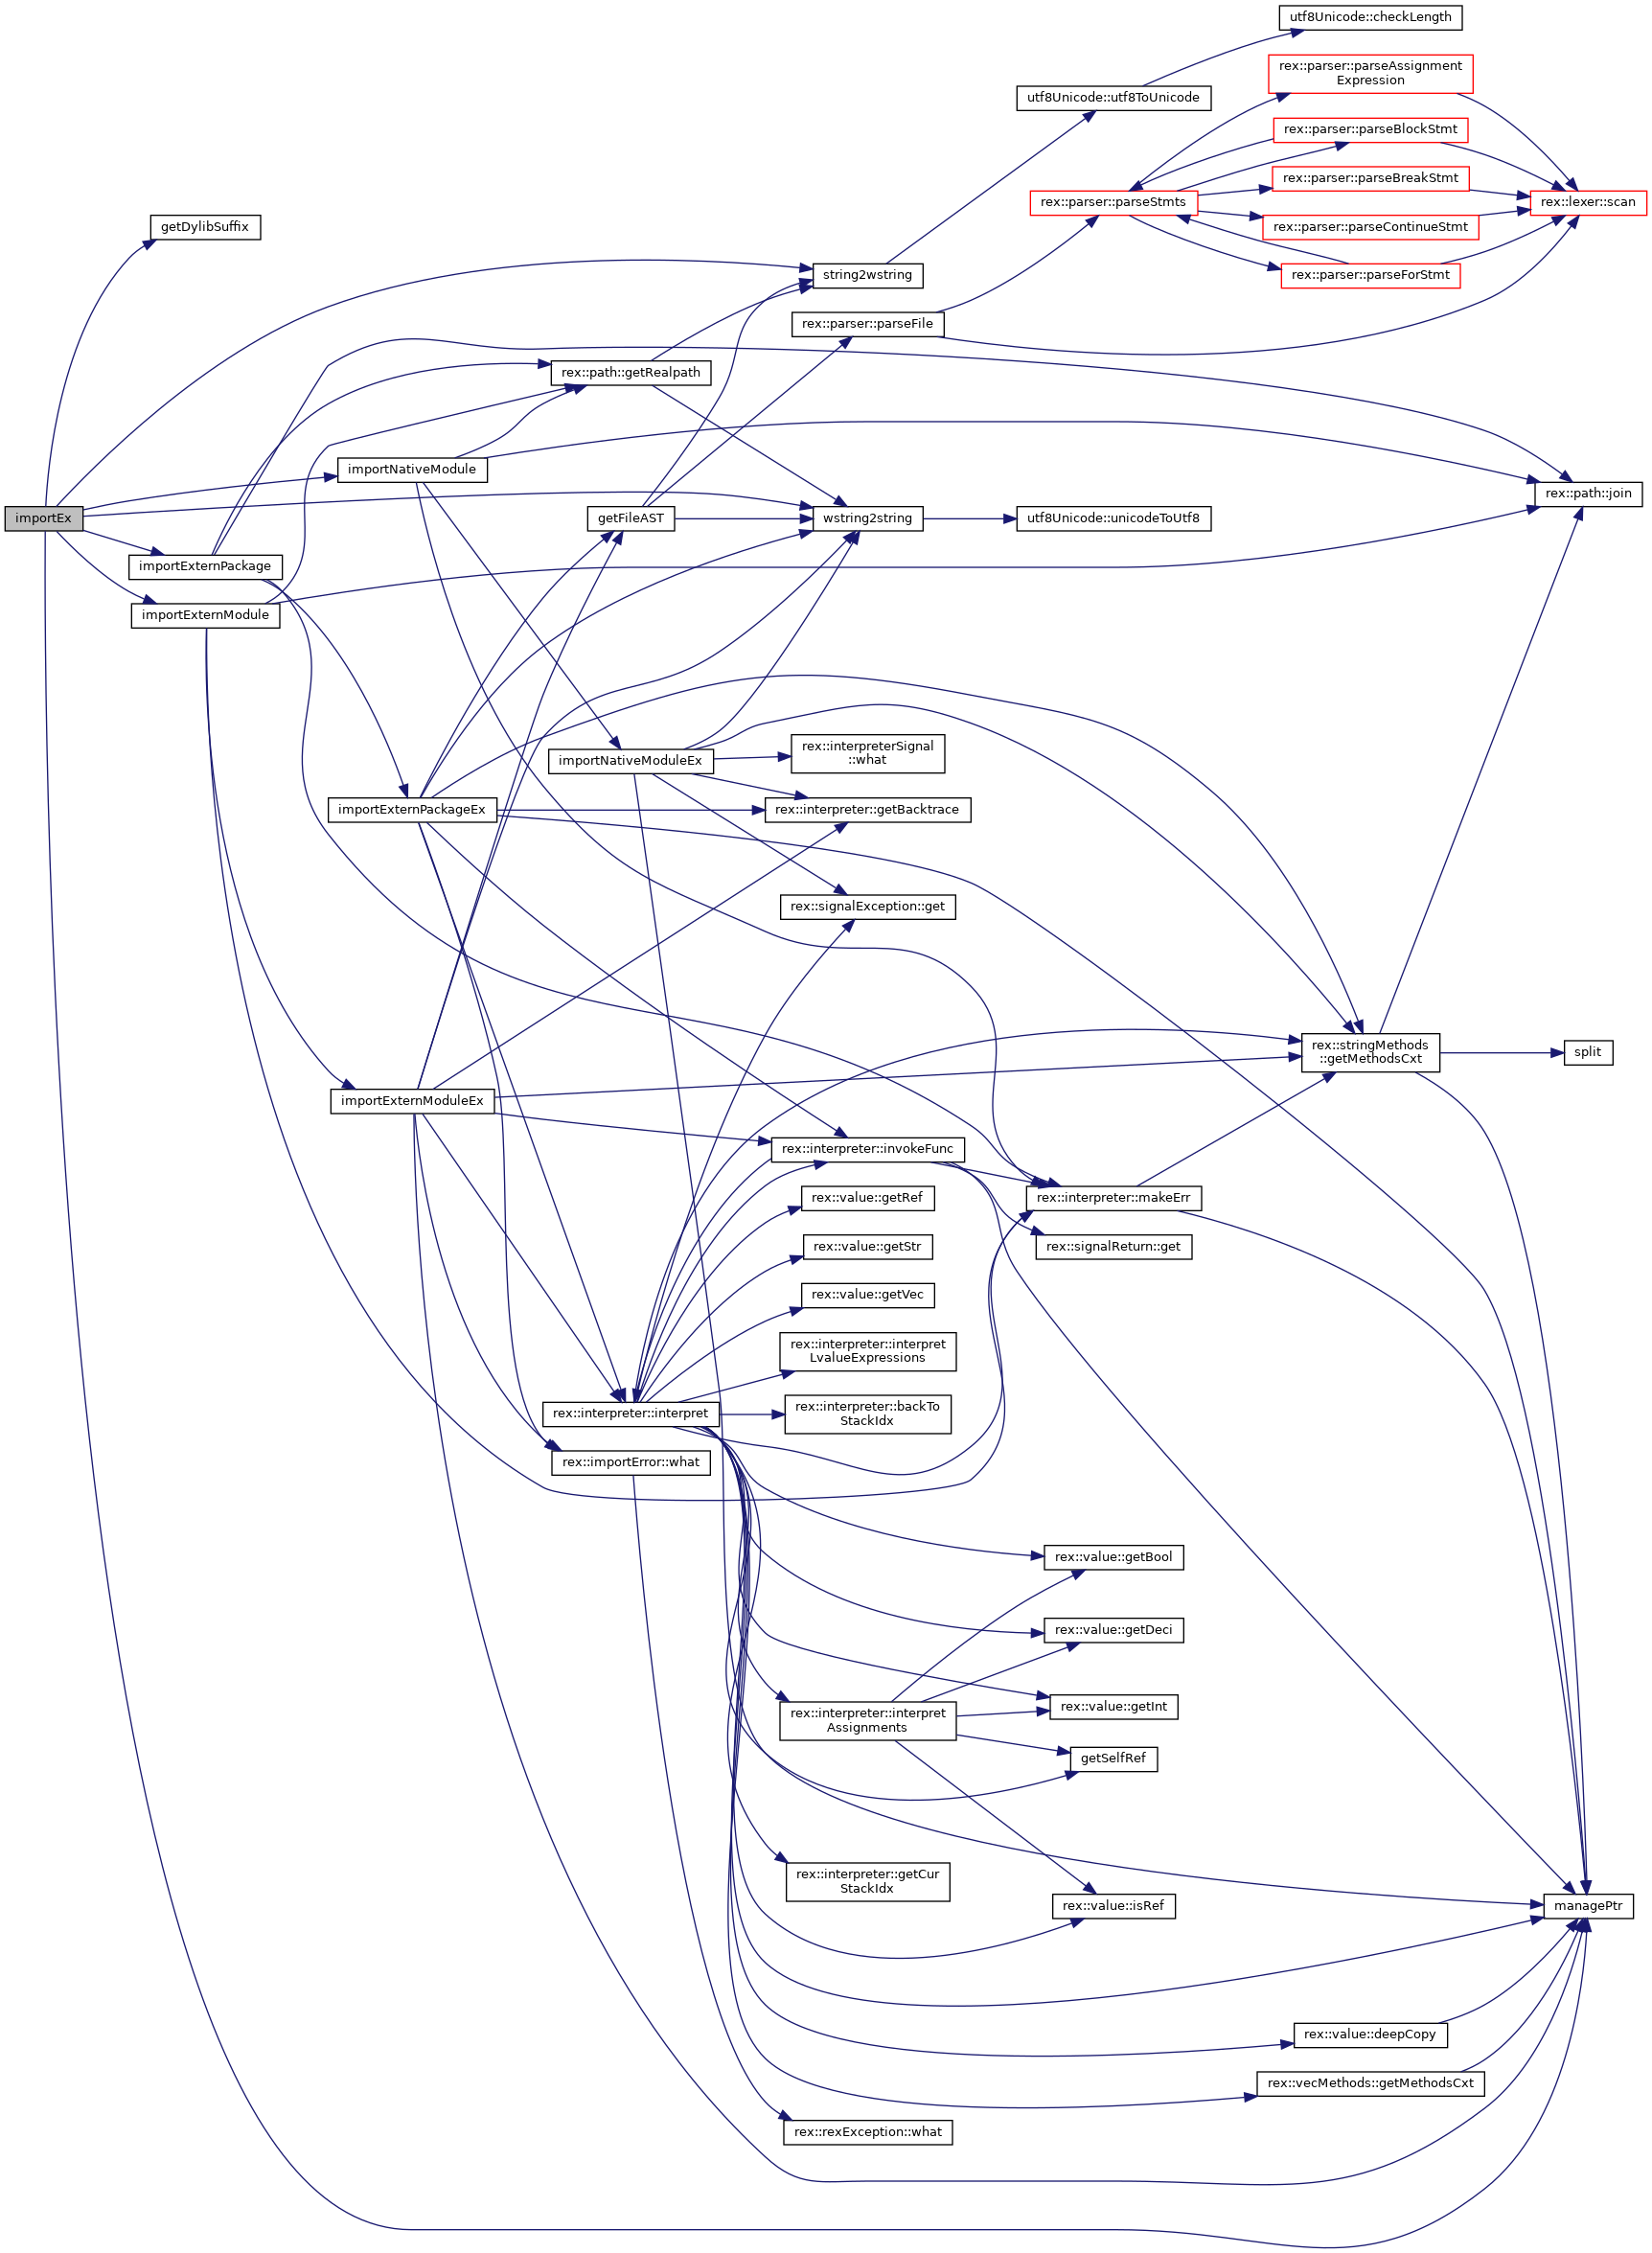 utf8Unicode::checkLength
rex::parser::parseAssignment
Expression
utf8Unicode::utf8ToUnicode
rex::parser::parseBlockStmt
rex::parser::parseBreakStmt
rex::parser::parseStmts
rex::lexer::scan
getDylibSuffix
rex::parser::parseContinueStmt
string2wstring
rex::parser::parseForStmt
rex::parser::parseFile
rex::path::getRealpath
importNativeModule
rex::path::join
importEx
getFileAST
wstring2string
utf8Unicode::unicodeToUtf8
importExternPackage
importExternModule
rex::interpreterSignal
::what
importNativeModuleEx
importExternPackageEx
rex::interpreter::getBacktrace
rex::signalException::get
rex::stringMethods
::getMethodsCxt
split
importExternModuleEx
rex::interpreter::invokeFunc
rex::value::getRef
rex::interpreter::makeErr
rex::value::getStr
rex::signalReturn::get
rex::value::getVec
rex::interpreter::interpret
LvalueExpressions
rex::interpreter::interpret
rex::interpreter::backTo
StackIdx
rex::importError::what
rex::value::getBool
rex::value::getDeci
rex::value::getInt
rex::interpreter::interpret
Assignments
getSelfRef
rex::interpreter::getCur
StackIdx
rex::value::isRef
managePtr
rex::value::deepCopy
rex::vecMethods::getMethodsCxt
rex::rexException::what